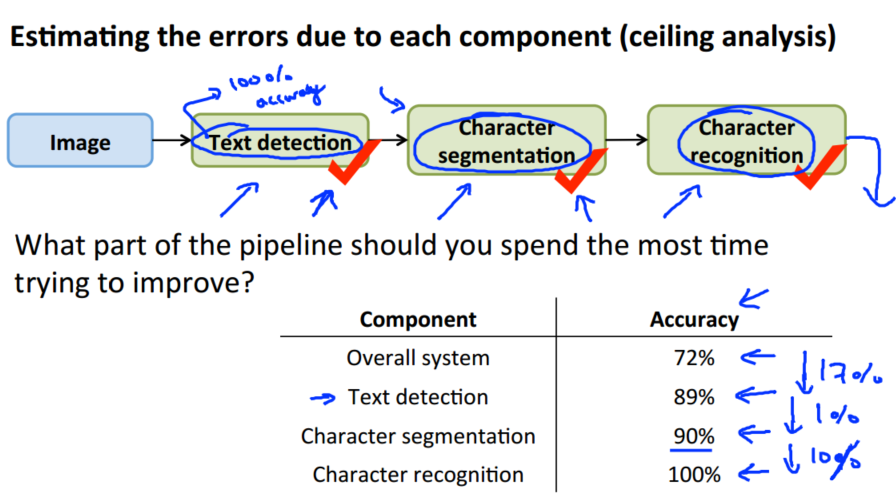 Estimating the errors due to each component (ceiling analysis)
100%
accuracy
Image
Text detection
Character
segmentation
Character
recognition
What part of the pipeline should you spend the most time
trying to improve?
Component Accuracy
Overall system 72%
17%
Text detection 89%
1%
Character segmentation 90%
10%
Character recognition 100%